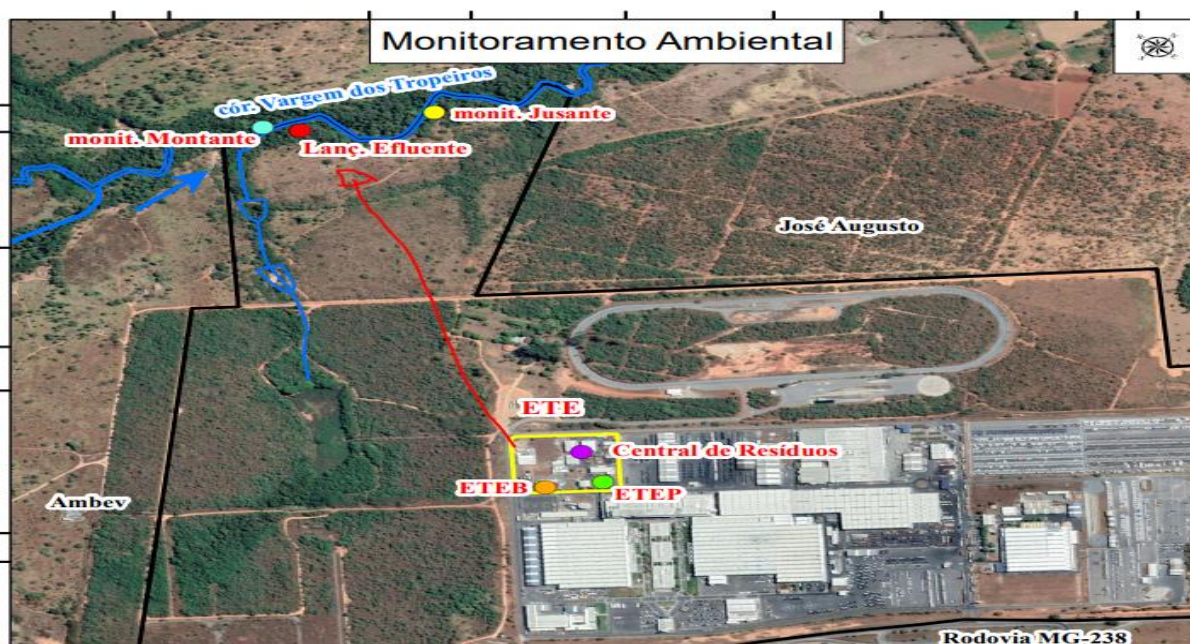 Monitoramento Ambiental
cór. Vargem dos Tropeiros
monit. Jusante
monit. Montante
Lanç. Efluente
José Augusto
ETE
Central de Resíduos
ETEB
ETEP
Ambev
Rodovia MG-238